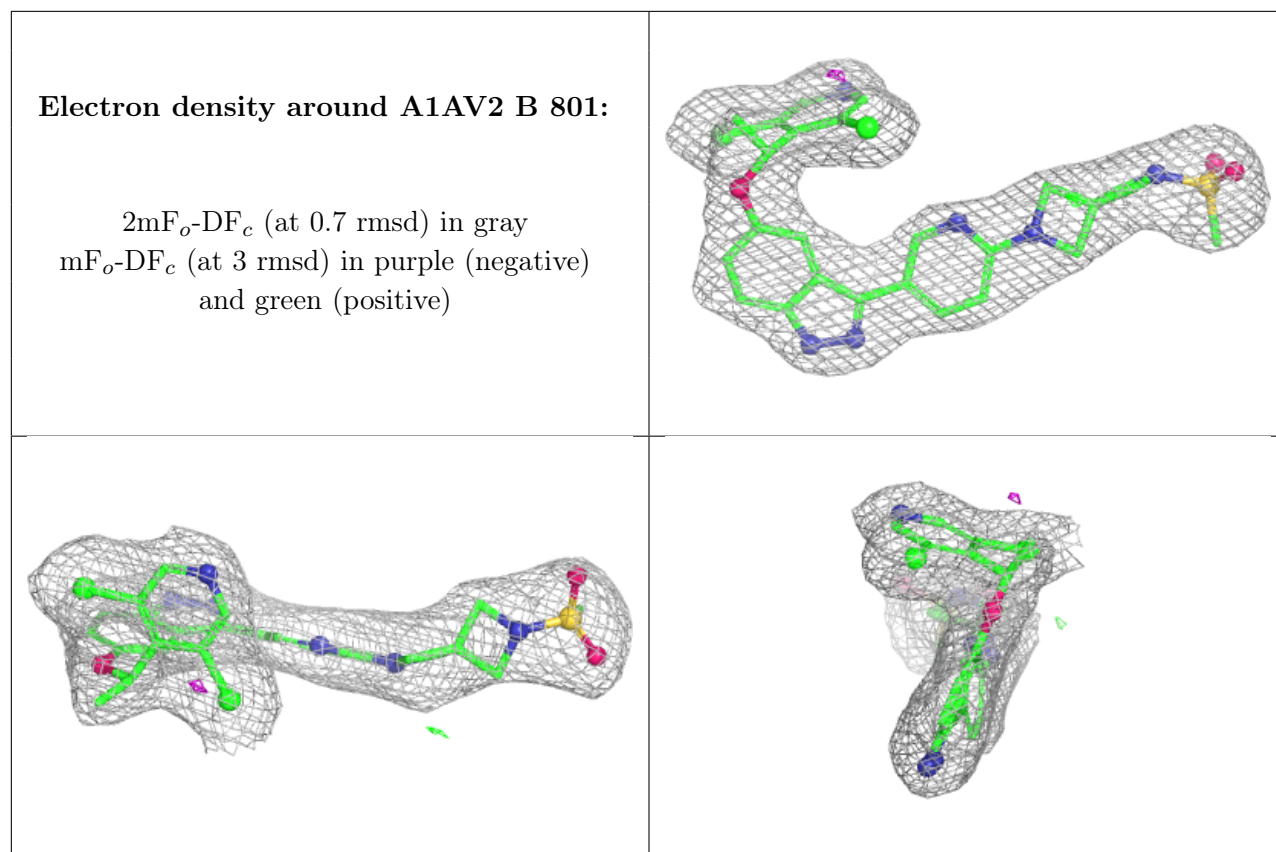 Electron density around A1AV2 B 801:
2mFo-DFc (at 0.7 rmsd) in gray
mFo-DFc (at 3 rmsd) in purple (negative)
and green (positive)